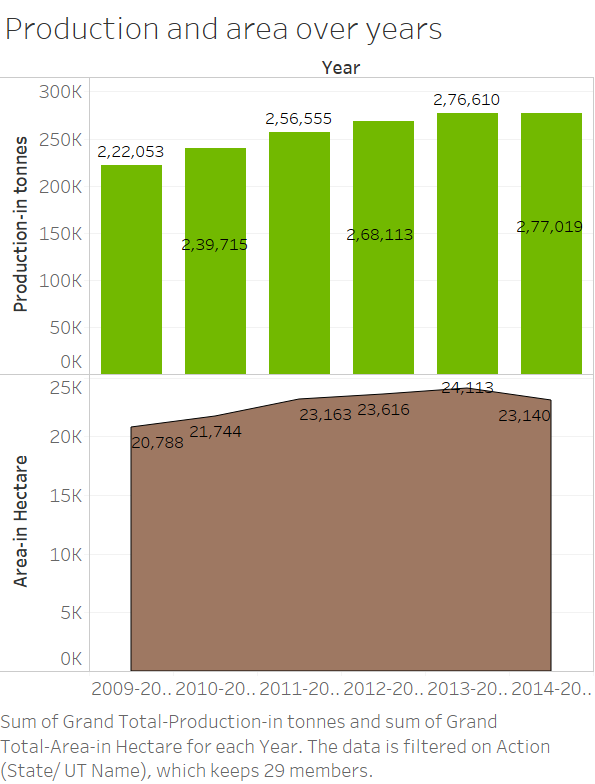 Production and area over years
Year
300K
250K
200K
150K
100K
50K
0K
Production-in tonnes
2,22,053
2,39,715
2,56,555
2,68,113
2,76,610
2,77,019
25K
20K
15K
10K
5K
0K
Area-in Hectare
20,788
21,744
23,163
23,616
24,113
23,140
2009-20.. 2010-20.. 2011-20.. 2012-20.. 2013-20.. 2014-20..
Sum of Grand Total-Production-in tonnes and sum of Grand
Total-Area-in Hectare for each Year. The data is filtered on Action
(State/ UT Name), which keeps 29 members.